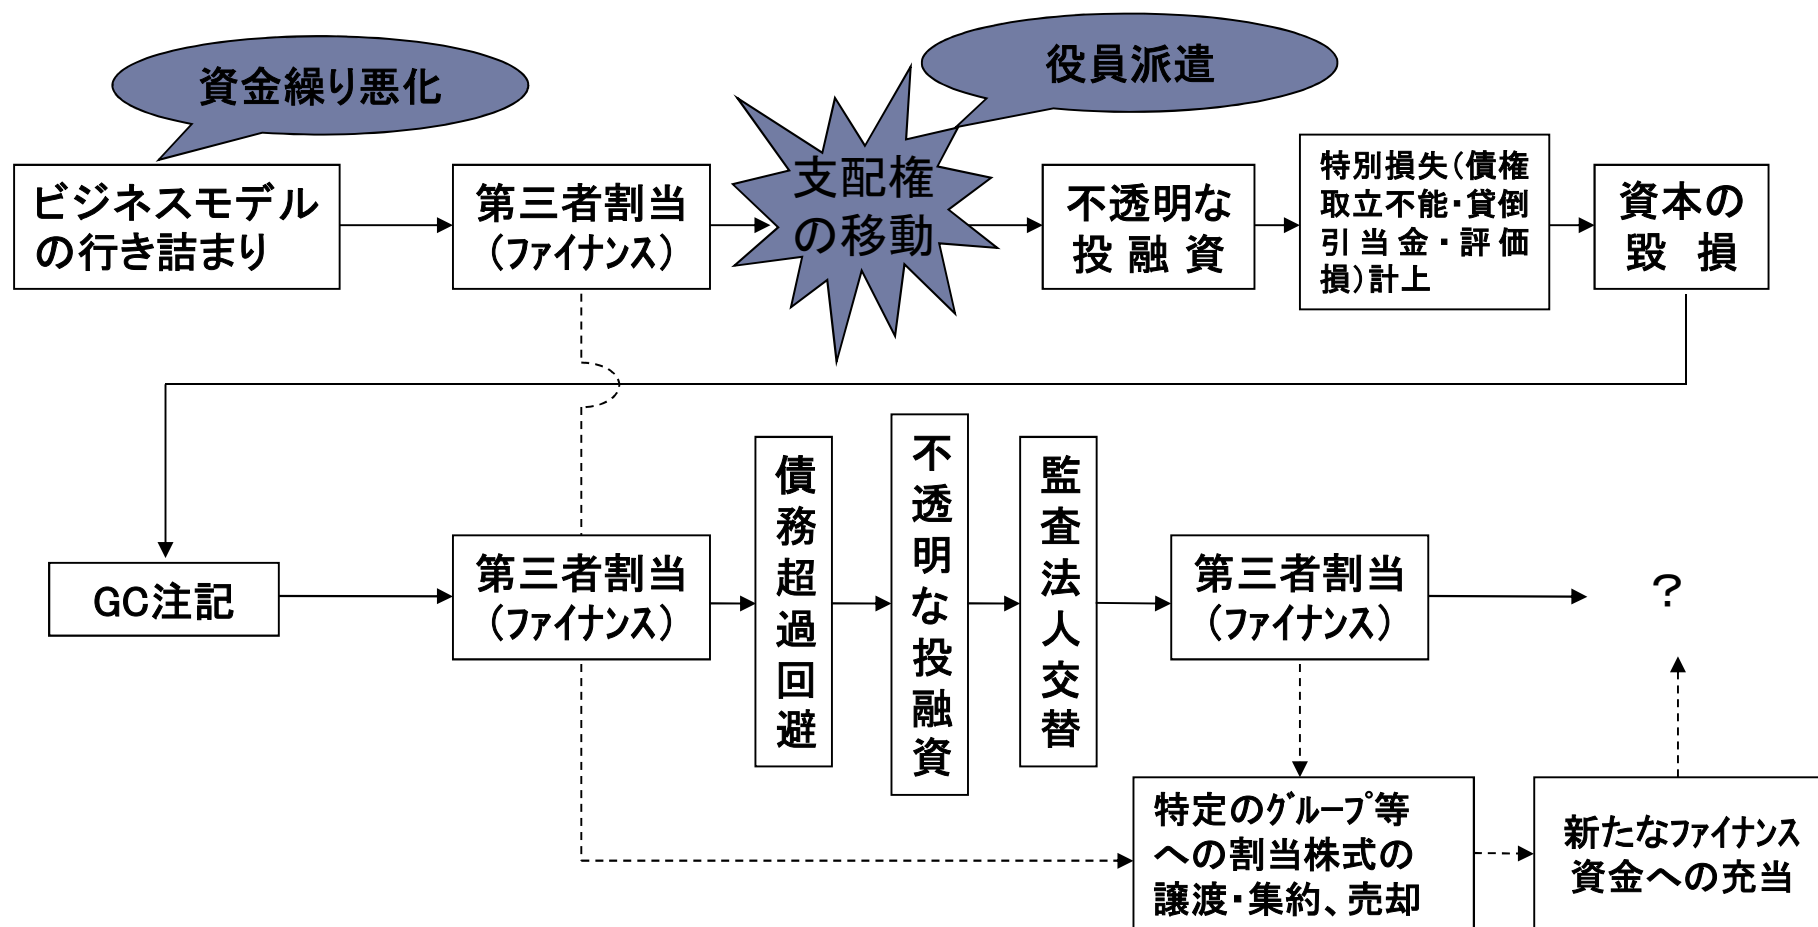 資金繰り悪化
役員派遣
ビジネスモデル
の行き詰まり
第三者割当
（ファイナンス）
支配権
の移動
不透明な
投 融 資
特別損失（債権
取立不能・貸倒
引当金・評価
損）計上
資本の
毀　損
GC注記
第三者割当
（ファイナンス）
債務超過回避
不透明な投融資
監査法人交替
第三者割当
（ファイナンス）
？
特定のグループ等
への割当株式の
譲渡・集約、売却
新たなファイナンス
資金への充当